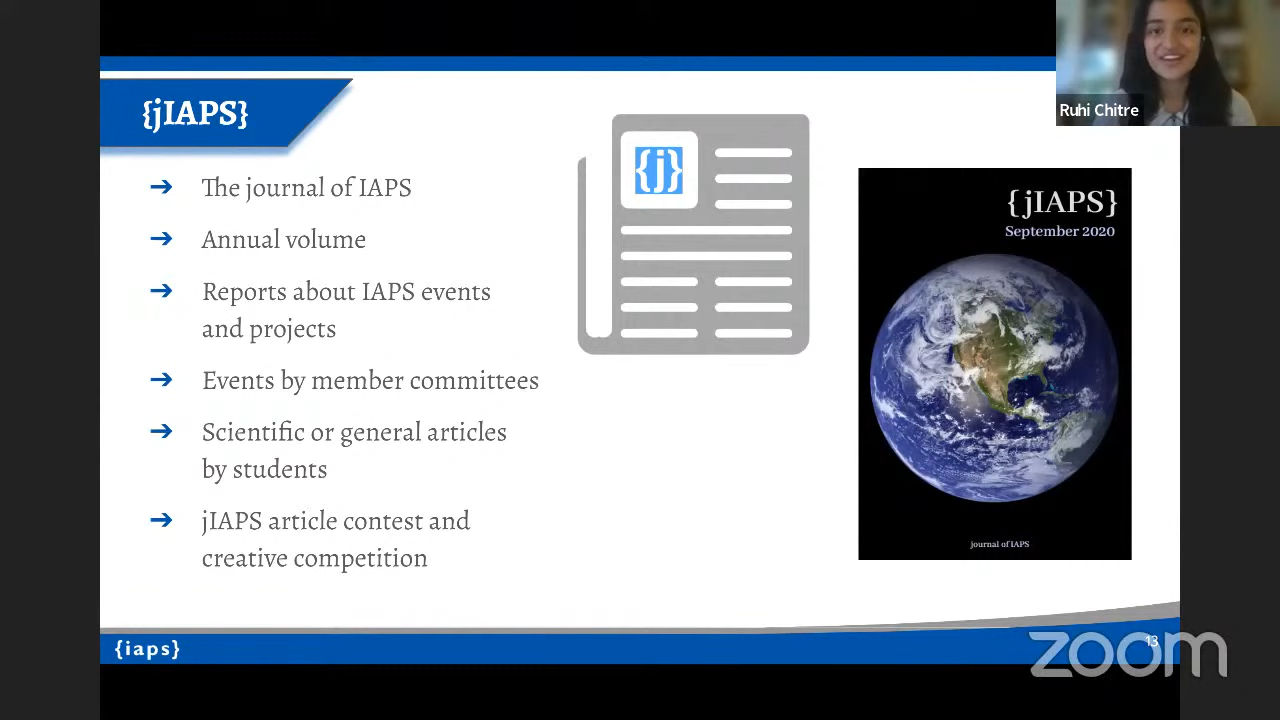 {jIAPS}
Ruhi Chitre
➔ The journal of IAPS
➔ Annual volume
➔ Reports about IAPS events
and projects
➔ Events by member committees
➔ Scientific or general articles
by students
➔ jIAPS article contest and
creative competition
{j}
{jIAPS}
September 2020
journal of IAPS
{iaps}
13
zoom